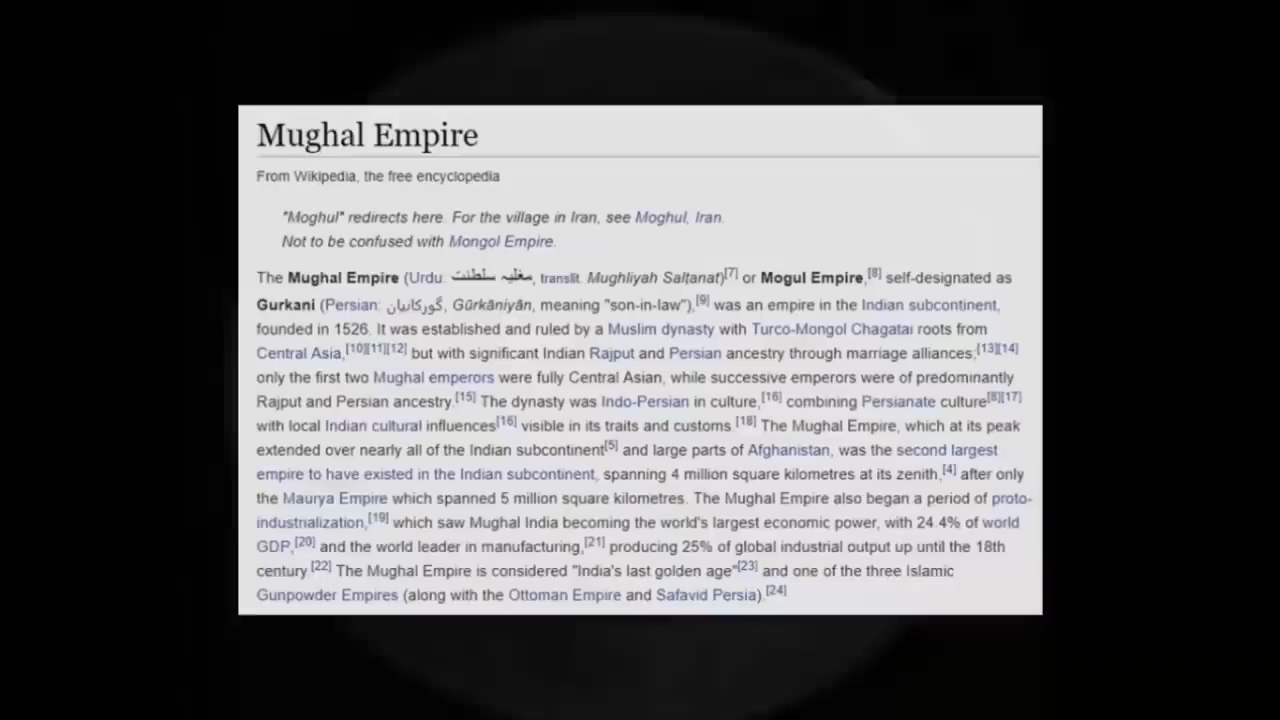 Mughal Empire
From Wikipedia, the free encyclopedia
"Moghul" redirects here. For the village in Iran, see Moghul, Iran.
Not to be confused with Mongol Empire.
The Mughal Empire (Urdu: مغلیہ سلطنت, translit. Mughliyah Salṭanat)[7] or Mogul Empire,[8] self-designated as
Gurkani (Persian: گورکانیان, Gūrkāniyān, meaning "son-in-law"),[9] was an empire in the Indian subcontinent,
founded in 1526. It was established and ruled by a Muslim dynasty with Turco-Mongol Chagatai roots from
Central Asia,[10][11][12] but with significant Indian Rajput and Persian ancestry through marriage alliances;[13][14]
only the first two Mughal emperors were fully Central Asian, while successive emperors were of predominantly
Rajput and Persian ancestry.[15] The dynasty was Indo-Persian in culture,[16] combining Persianate culture[8][17]
with local Indian cultural influences[16] visible in its traits and customs.[18] The Mughal Empire, which at its peak
extended over nearly all of the Indian subcontinent[5] and large parts of Afghanistan, was the second largest
empire to have existed in the Indian subcontinent, spanning 4 million square kilometres at its zenith,[4] after only
the Maurya Empire which spanned 5 million square kilometres. The Mughal Empire also began a period of proto-
industrialization,[19] which saw Mughal India becoming the world's largest economic power, with 24.4% of world
GDP,[20] and the world leader in manufacturing,[21] producing 25% of global industrial output up until the 18th
century.[22] The Mughal Empire is considered "India's last golden age"[23] and one of the three Islamic
Gunpowder Empires (along with the Ottoman Empire and Safavid Persia).[24]